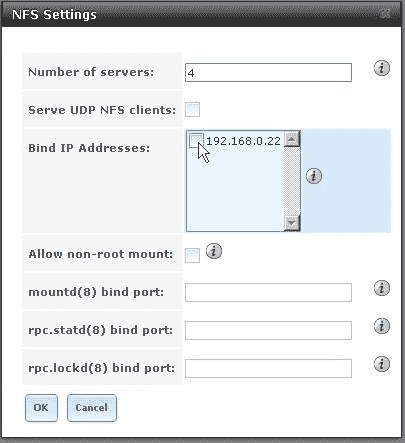 NFS Settings
Number of servers: 4
Serve UDP NFS clients:
Bind IP Addresses: 192.168.0.22
Allow non-root mount:
mountd(8) bind port:
rpc.statd(8) bind port:
rpc.lockd(8) bind port:
OK Cancel